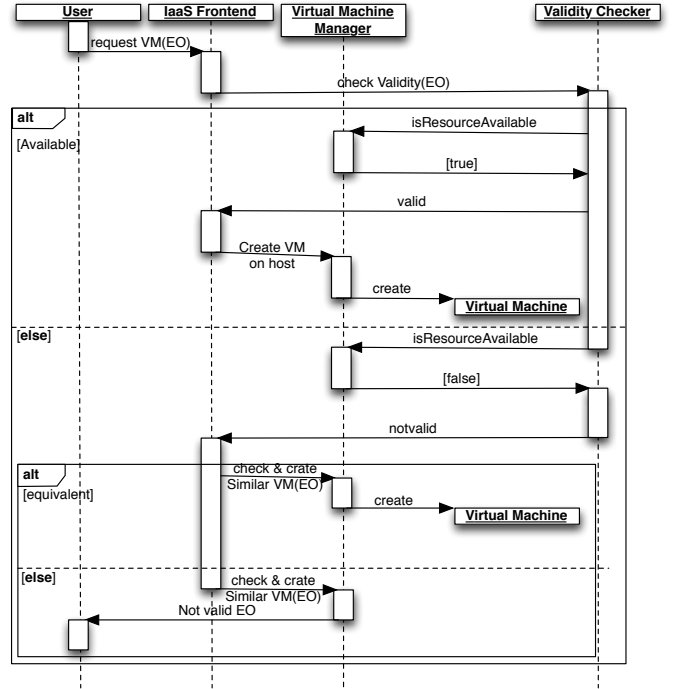 User
IaaS Frontend
Virtual Machine
Manager
Validity Checker
request VM(EO)
check Validity(EO)
alt
[Available]
isResourceAvailable
[true]
valid
Create VM
on host
create
Virtual Machine
[else]
isResourceAvailable
[false]
notvalid
alt
[equivalent]
check & crate
Similar VM(EO)
create
Virtual Machine
[else]
check & crate
Similar VM(EO)
Not valid EO